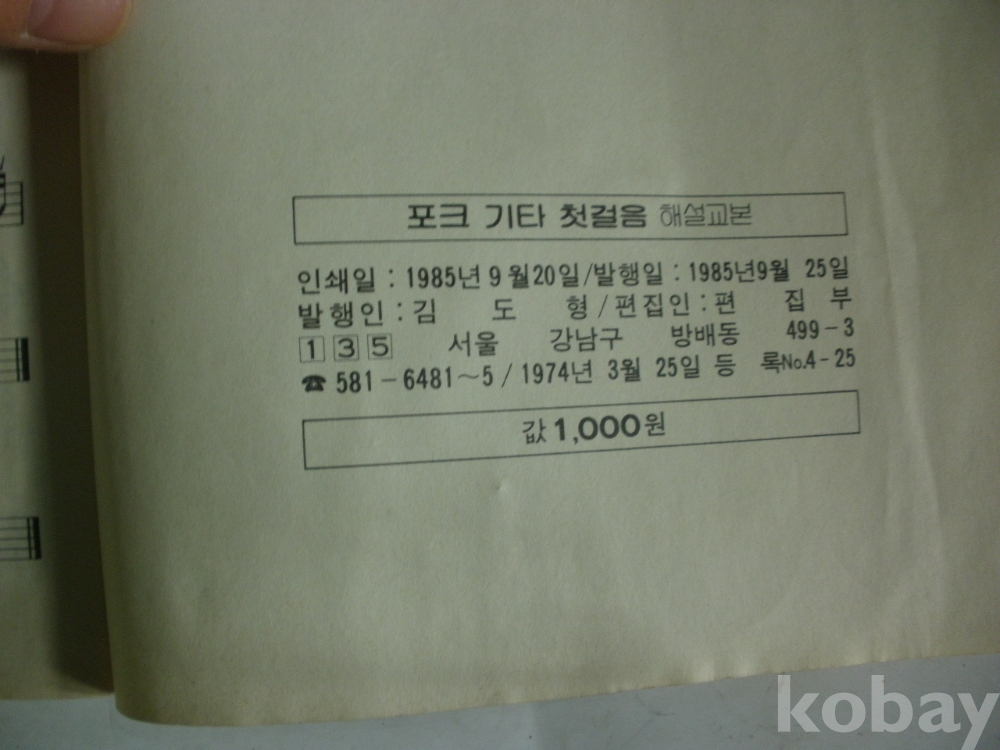 포크 기타 첫걸음 해설교본
인쇄일 : 1985년 9월20일/발행일 : 1985년9월 25일
발행인 : 김 도 형 / 편집인 : 편 집 부
1 3 5 서울 강남구 방배동 499-3
☎ 581-6481~5 / 1974년 3월 25일 등 록No.4-25
값 1,000원
kobay